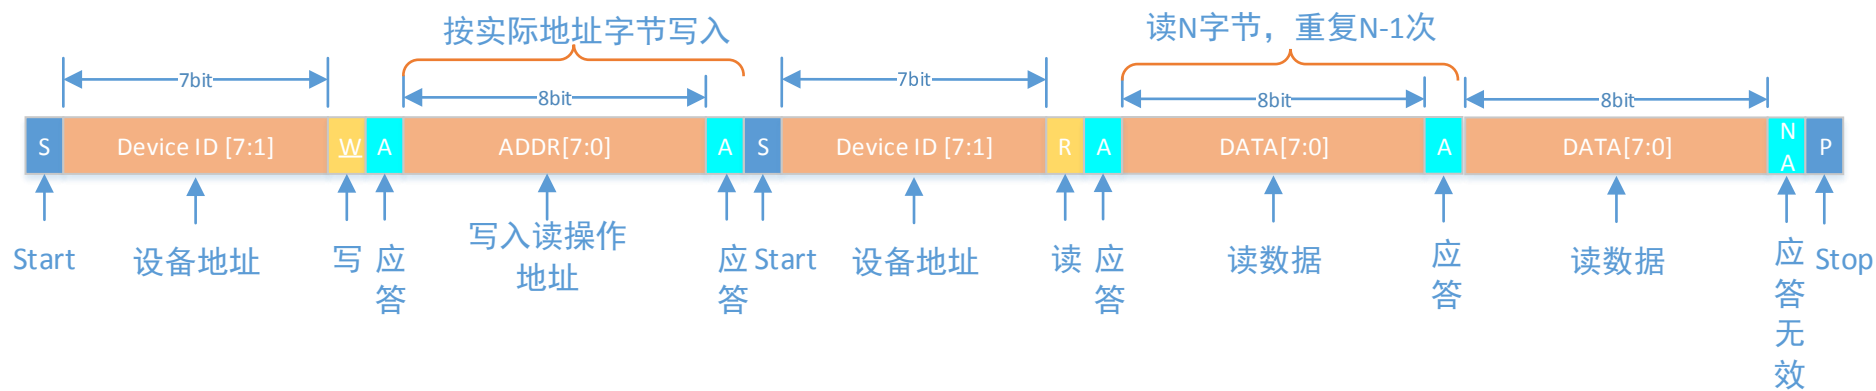 按实际地址字节写入
读N字节，重复N-1次
7bit
8bit
7bit
8bit
8bit
S
Device ID [7:1]
W
A
ADDR[7:0]
A
S
Device ID [7:1]
R
A
DATA[7:0]
A
DATA[7:0]
N
A
P
Start
设备地址
写
应
答
写入读操作
地址
应
答
Start
设备地址
读
应
答
读数据
应
答
读数据
应
答
无
效
Stop